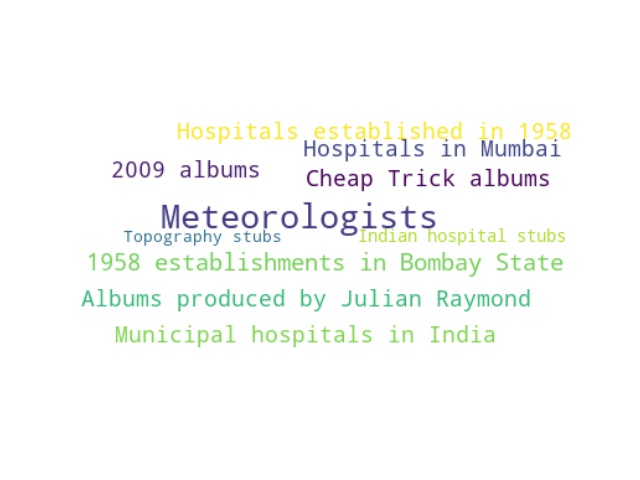 Hospitals established in 1958
Hospitals in Mumbai
2009 albums
Cheap Trick albums
Meteorologists
Topography stubs
Indian hospital stubs
1958 establishments in Bombay State
Albums produced by Julian Raymond
Municipal hospitals in India